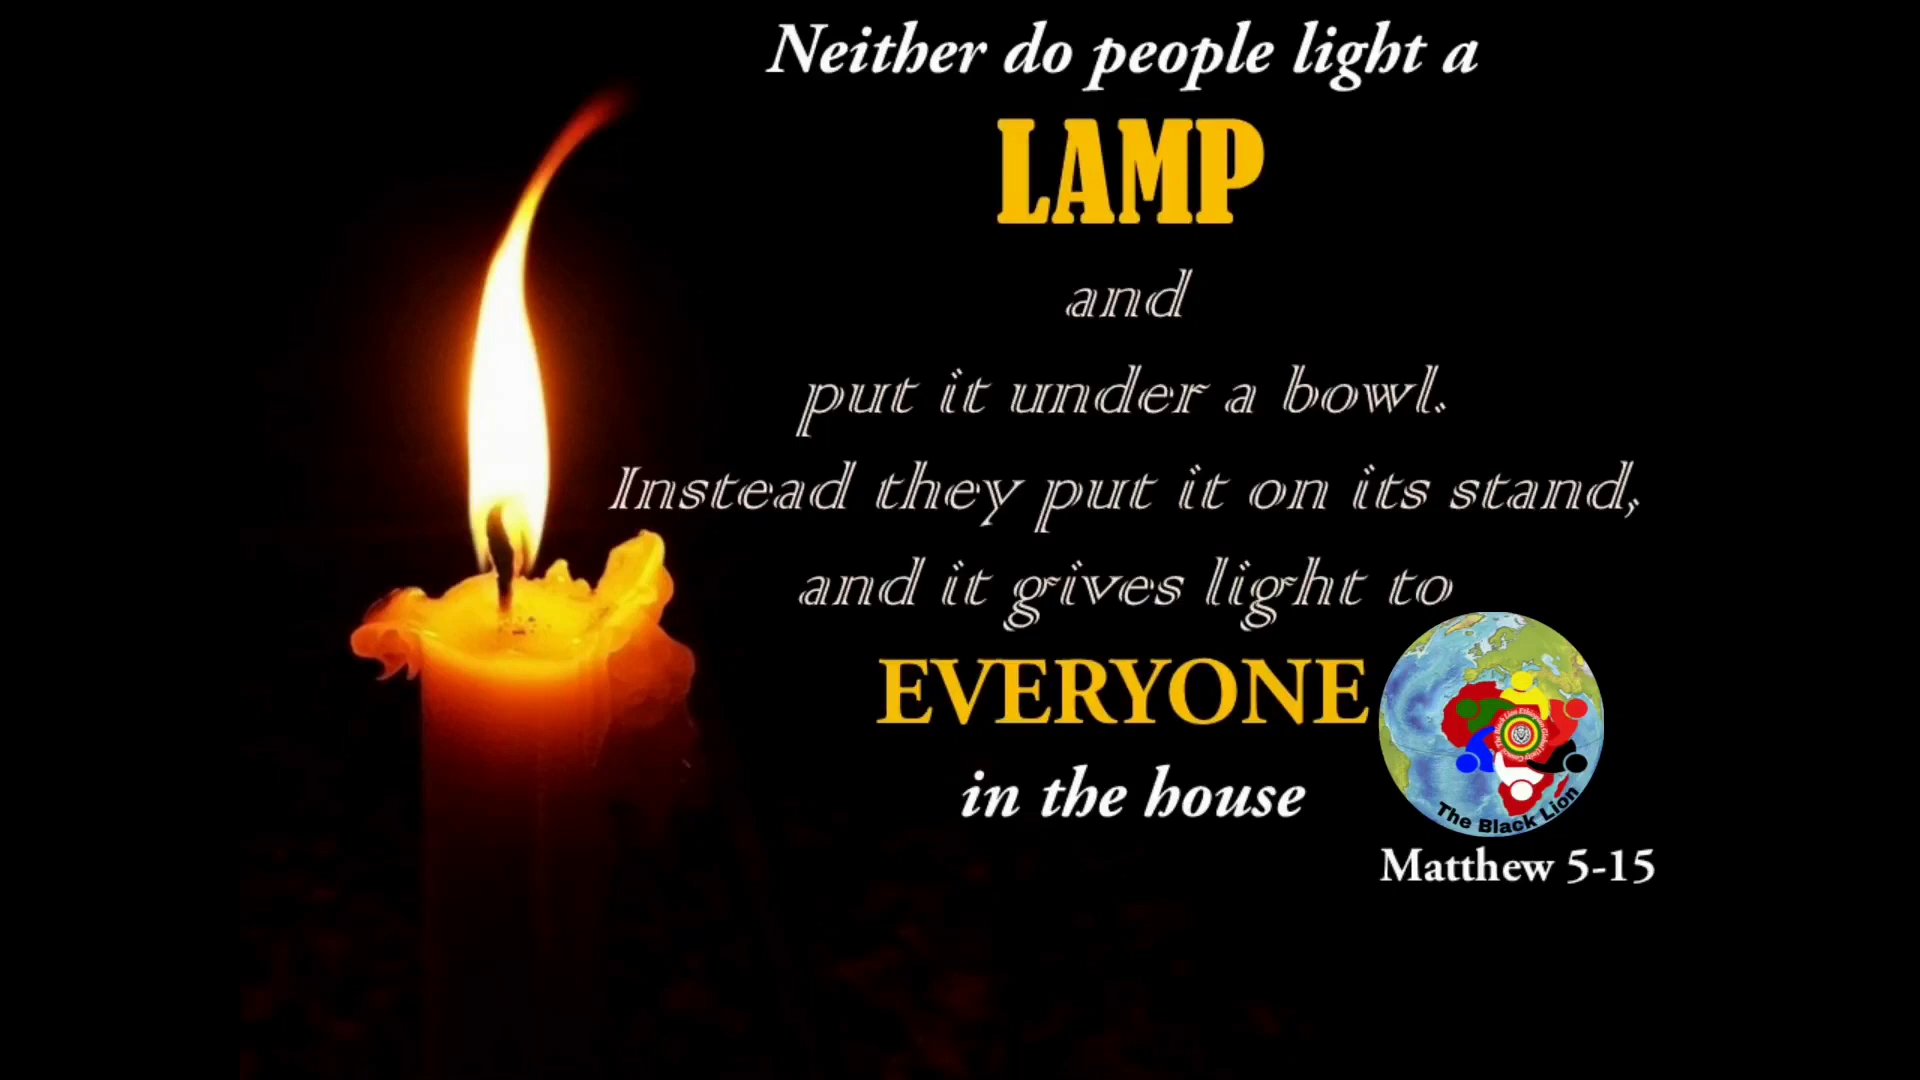 Neither do people light a
LAMP
and
put it under a bowl.
Instead they put it on its stand,
and it gives light to
EVERYONE
in the house
The Black Lion
Matthew 5-15